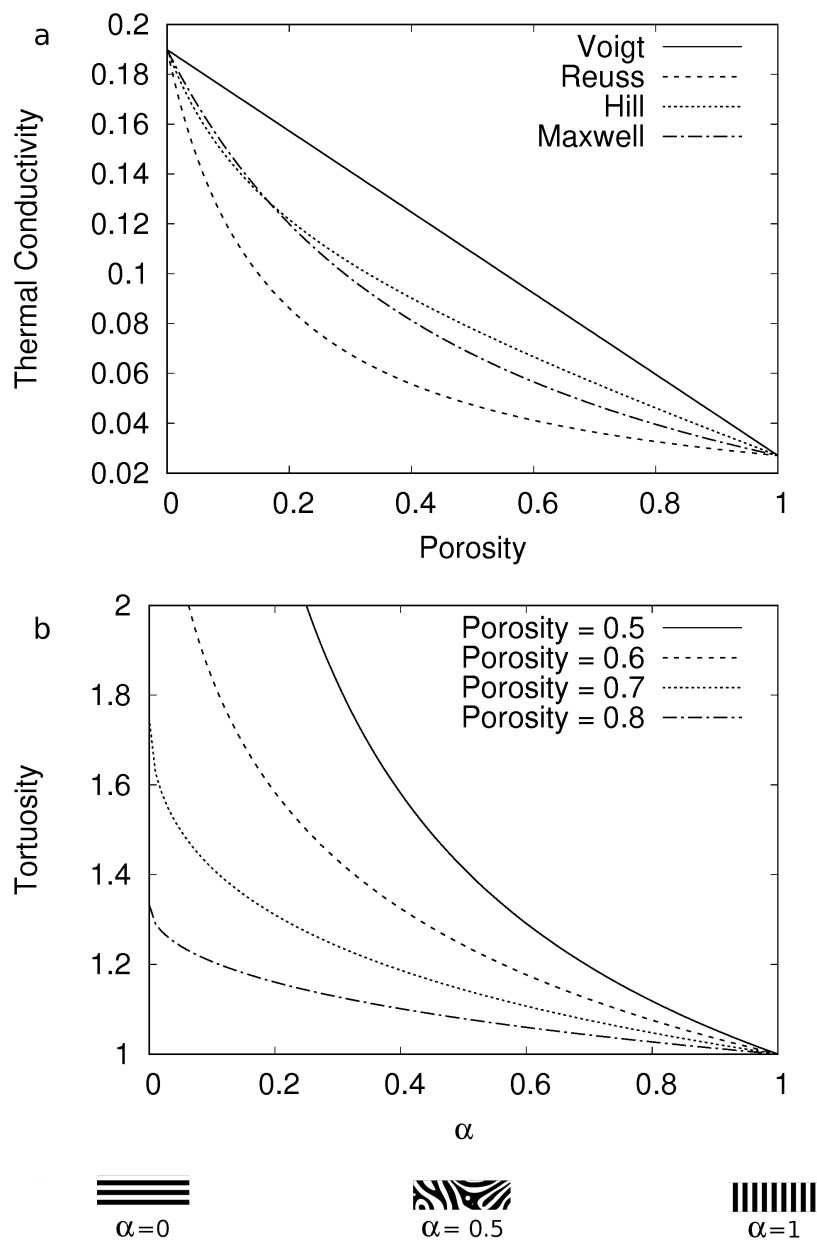 a
Thermal Conductivity
0.2
0.18
0.16
0.14
0.12
0.1
0.08
0.06
0.04
0.02
Voigt
Reuss
Hill
Maxwell
0 0.2 0.4 0.6 0.8 1
Porosity
b
Tortuosity
2
1.8
1.6
1.4
1.2
1
Porosity = 0.5
Porosity = 0.6
Porosity = 0.7
Porosity = 0.8
0 0.2 0.4 0.6 0.8 1
α
α=0 α= 0.5 α=1